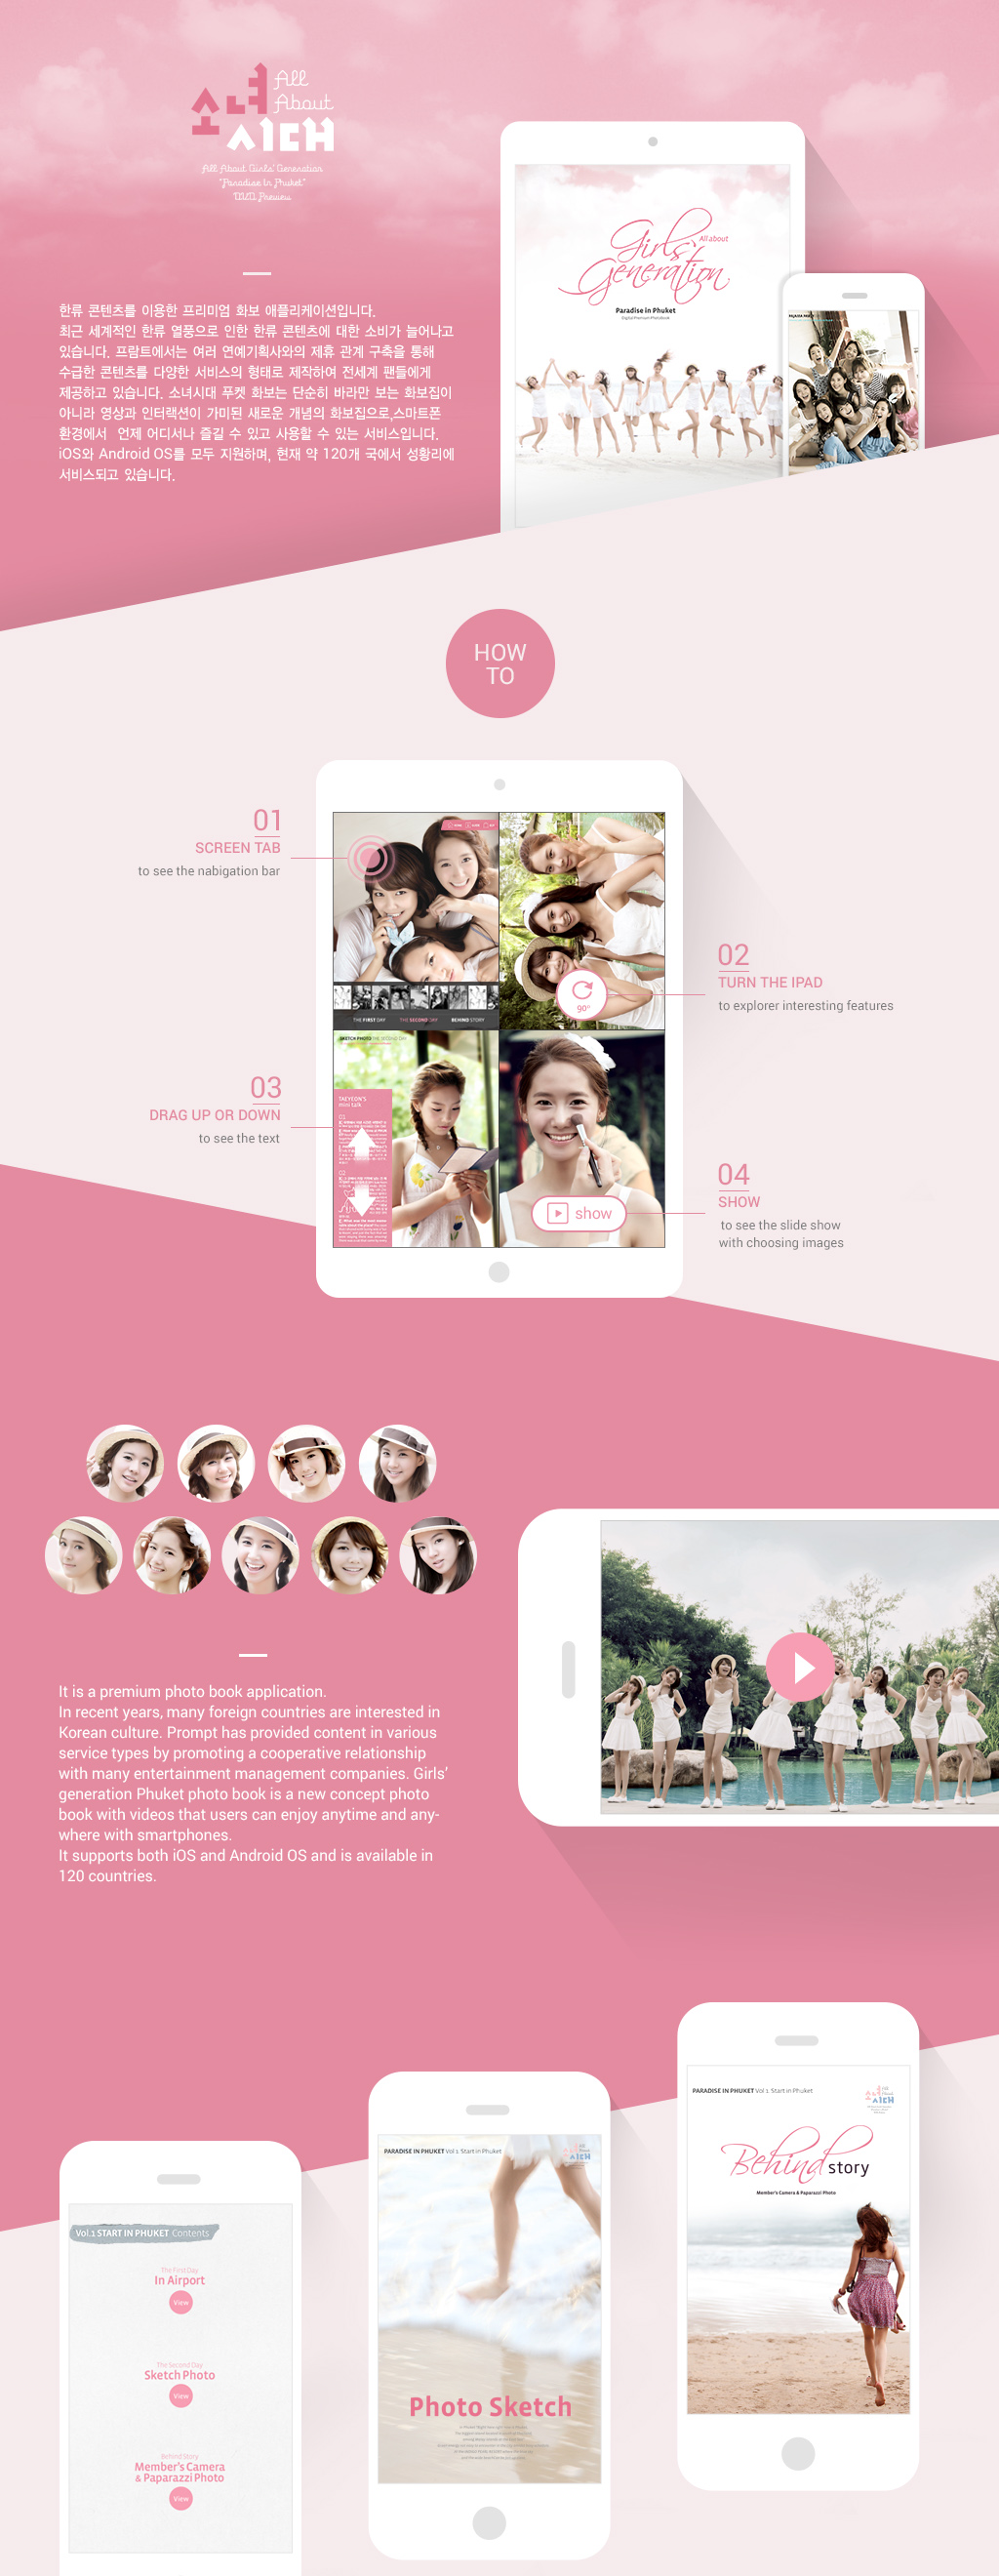 소녀
시대
All
About
All About Girls' Generation
"Paradise In Phuket"
한류 콘텐츠를 이용한 프리미엄 화보 애플리케이션입니다.
최근 세계적인 한류 열풍으로 인한 한류 콘텐츠에 대한 소비가 늘어나고
있습니다. 프람트에서는 여러 연예기획사와의 제휴 관계 구축을 통해
수급한 콘텐츠를 다양한 서비스의 형태로 제작하여 전세계 팬들에게
제공하고 있습니다. 소녀시대 푸켓 화보는 단순히 바라만 보는 화보집이
아니라 영상과 인터랙션이 가미된 새로운 개념의 화보집으로,스마트폰
환경에서 언제 어디서나 즐길 수 있고 사용할 수 있는 서비스입니다.
iOS와 Android OS를 모두 지원하며, 현재 약 120개 국에서 성황리에
서비스되고 있습니다.
All about
Girls'
Generation
Paradise in Phuket
Digital Premium Photobook
HOW
TO
01
SCREEN TAB
to see the nabigation bar
02
TURN THE IPAD
to explorer interesting features
90°
THE FIRST DAY
THE SECOND DAY
BEHIND STORY
SKETCH PHOTO THE SECOND DAY
03
DRAG UP OR DOWN
to see the text
TAEYEON'S
mini talk
04
SHOW
to see the slide show
with choosing images
show
It is a premium photo book application.
In recent years, many foreign countries are interested in
Korean culture. Prompt has provided content in various
service types by promoting a cooperative relationship
with many entertainment management companies. Girls'
generation Phuket photo book is a new concept photo
book with videos that users can enjoy anytime and any-
where with smartphones.
It supports both iOS and Android OS and is available in
120 countries.
PARADISE IN PHUKET Vol 1. Start in Phuket
소녀
시대
All
About
Behind story
Member's Camera & Paparazzi Photo
PARADISE IN PHUKET Vol 1. Start in Phuket
Photo Sketch
Vol.1 START IN PHUKET Contents
The First Day
In Airport
View
The Second Day
Sketch Photo
View
Behind Story
Member's Camera
& Paparazzi Photo
View